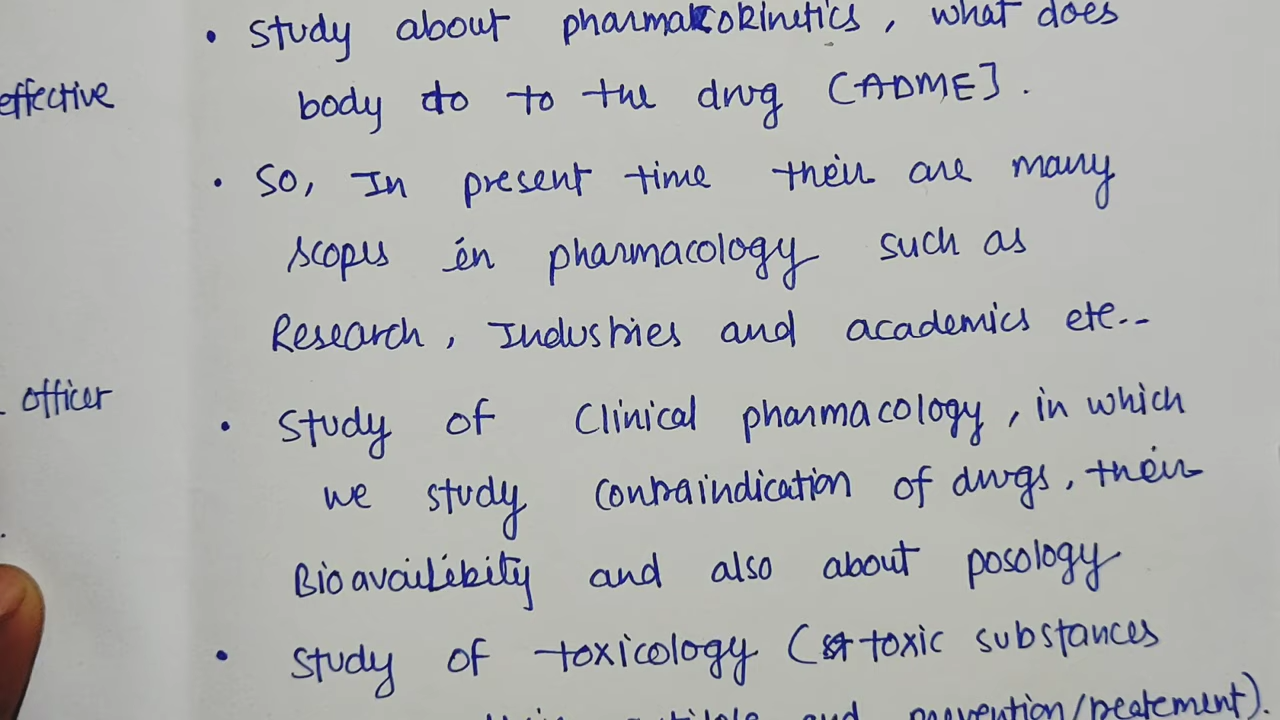 • Study about pharmacokinetics, what does
effective
body do to to the drug [ADME].
• So, In present time their are many
scopes in pharmacology such as
Research, Industries and academics etc..
officer
• Study of Clinical pharmacology, in which
we study contraindication of drugs, their
Bioavailibity and also about posology
• Study of toxicology ( toxic substances
and prevention/